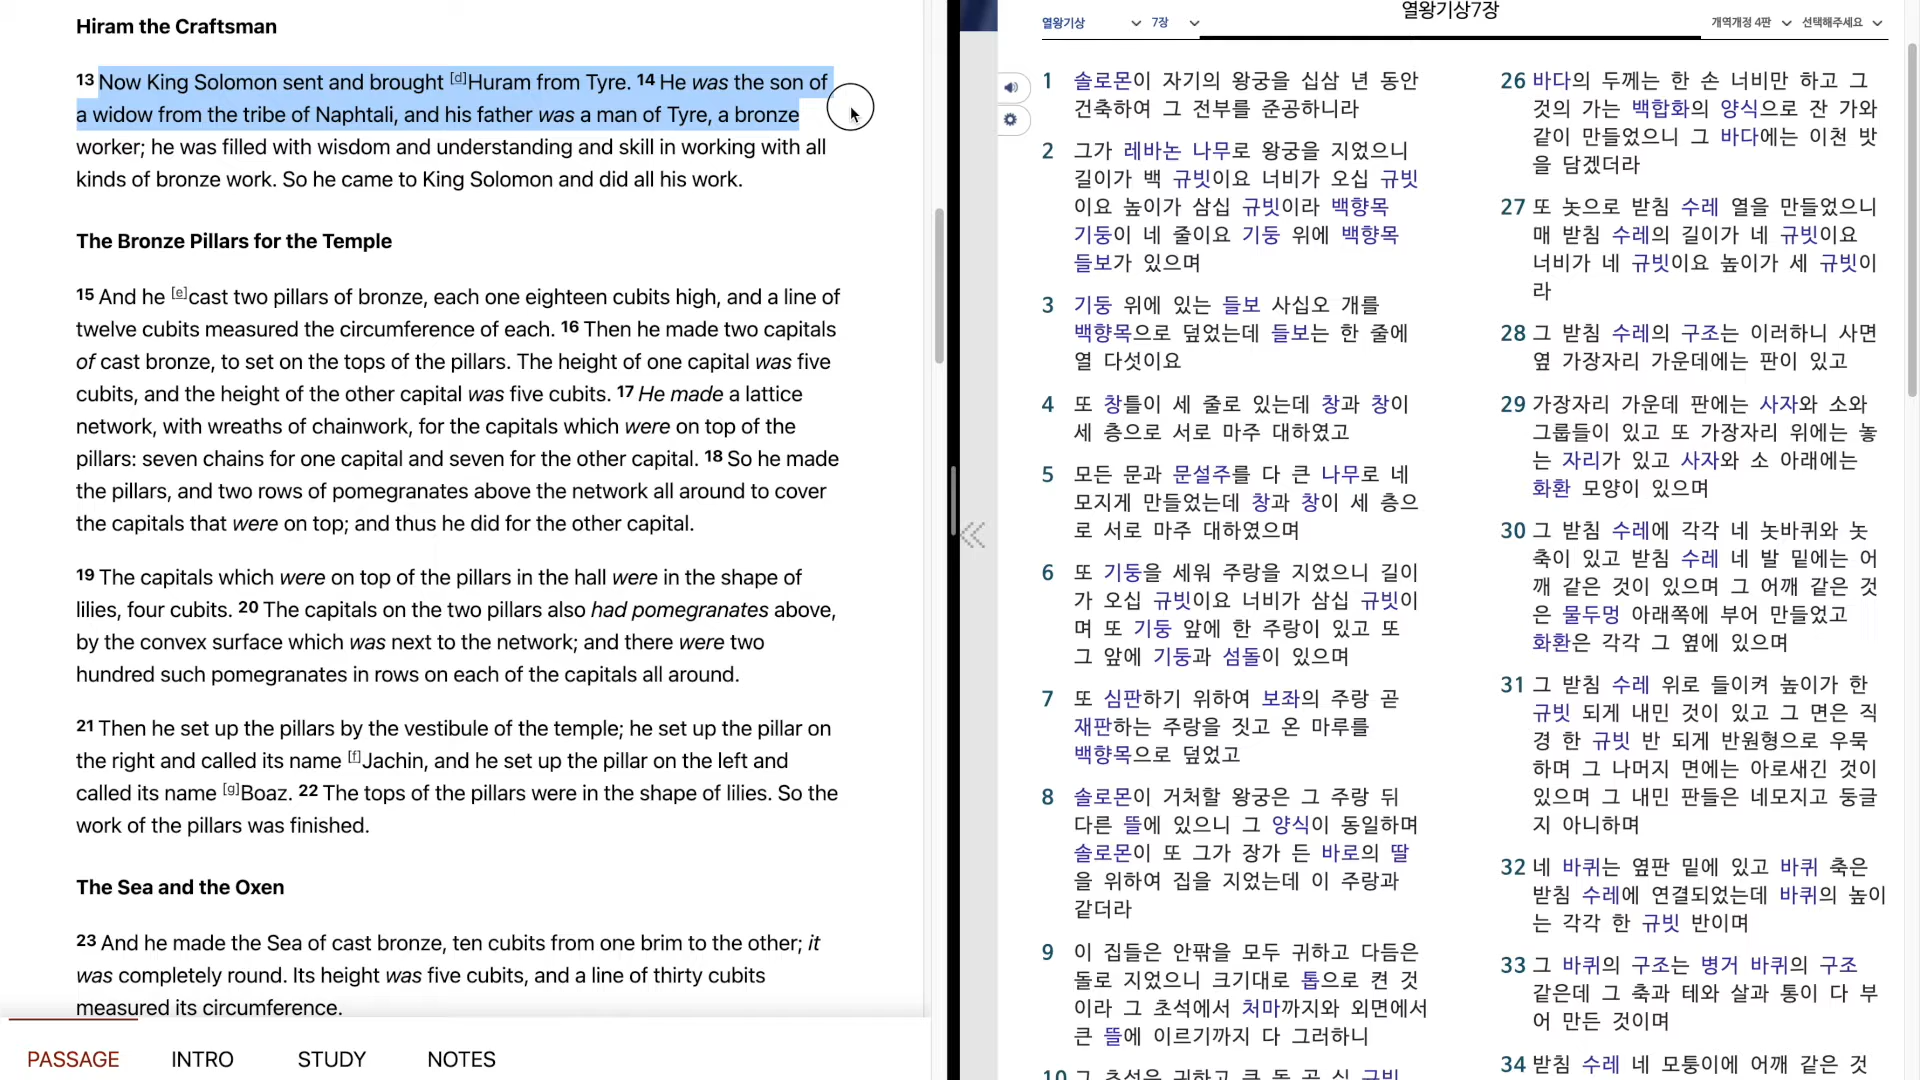 Hiram the Craftsman
13 Now King Solomon sent and brought [d]Huram from Tyre. 14 He was the son of
a widow from the tribe of Naphtali, and his father was a man of Tyre, a bronze
worker; he was filled with wisdom and understanding and skill in working with all
kinds of bronze work. So he came to King Solomon and did all his work.
The Bronze Pillars for the Temple
15 And he [e]cast two pillars of bronze, each one eighteen cubits high, and a line of
twelve cubits measured the circumference of each. 16 Then he made two capitals
of cast bronze, to set on the tops of the pillars. The height of one capital was five
cubits, and the height of the other capital was five cubits. 17 He made a lattice
network, with wreaths of chainwork, for the capitals which were on top of the
pillars: seven chains for one capital and seven for the other capital. 18 So he made
the pillars, and two rows of pomegranates above the network all around to cover
the capitals that were on top; and thus he did for the other capital.
19 The capitals which were on top of the pillars in the hall were in the shape of
lilies, four cubits. 20 The capitals on the two pillars also had pomegranates above,
by the convex surface which was next to the network; and there were two
hundred such pomegranates in rows on each of the capitals all around.
21 Then he set up the pillars by the vestibule of the temple; he set up the pillar on
the right and called its name [f]Jachin, and he set up the pillar on the left and
called its name [g]Boaz. 22 The tops of the pillars were in the shape of lilies. So the
work of the pillars was finished.
The Sea and the Oxen
23 And he made the Sea of cast bronze, ten cubits from one brim to the other; it
was completely round. Its height was five cubits, and a line of thirty cubits
measured its circumference.
PASSAGE INTRO STUDY NOTES
열왕기상 7장
열왕기상7장
개역개정 4판 선택해주세요
1 솔로몬이 자기의 왕궁을 십삼 년 동안
건축하여 그 전부를 준공하니라
2 그가 레바논 나무로 왕궁을 지었으니
길이가 백 규빗이요 너비가 오십 규빗
이요 높이가 삼십 규빗이라 백향목
기둥이 네 줄이요 기둥 위에 백향목
들보가 있으며
3 기둥 위에 있는 들보 사십오 개를
백향목으로 덮었는데 들보는 한 줄에
열 다섯이요
4 또 창틀이 세 줄로 있는데 창과 창이
세 층으로 서로 마주 대하였고
5 모든 문과 문설주를 다 큰 나무로 네
모지게 만들었는데 창과 창이 세 층으
로 서로 마주 대하였으며
6 또 기둥을 세워 주랑을 지었으니 길이
가 오십 규빗이요 너비가 삼십 규빗이
며 또 기둥 앞에 한 주랑이 있고 또
그 앞에 기둥과 섬돌이 있으며
7 또 심판하기 위하여 보좌의 주랑 곧
재판하는 주랑을 짓고 온 마루를
백향목으로 덮었고
8 솔로몬이 거처할 왕궁은 그 주랑 뒤
다른 뜰에 있으니 그 양식이 동일하며
솔로몬이 또 그가 장가 든 바로의 딸
을 위하여 집을 지었는데 이 주랑과
같더라
9 이 집들은 안팎을 모두 귀하고 다듬은
돌로 지었으니 크기대로 톱으로 켠 것
이라 그 초석에서 처마까지와 외면에서
큰 뜰에 이르기까지 다 그러하니
10 그 초석은 귀하고 큰 돌 곧 십 규빗
26 바다의 두께는 한 손 너비만 하고 그
것의 가는 백합화의 양식으로 잔 가와
같이 만들었으니 그 바다에는 이천 밧
을 담겠더라
27 또 놋으로 받침 수레 열을 만들었으니
매 받침 수레의 길이가 네 규빗이요
너비가 네 규빗이요 높이가 세 규빗이
라
28 그 받침 수레의 구조는 이러하니 사면
옆 가장자리 가운데에는 판이 있고
29 가장자리 가운데 판에는 사자와 소와
그룹들이 있고 또 가장자리 위에는 놓
는 자리가 있고 사자와 소 아래에는
화환 모양이 있으며
30 그 받침 수레에 각각 네 놋바퀴와 놋
축이 있고 받침 수레 네 발 밑에는 어
깨 같은 것이 있으며 그 어깨 같은 것
은 물두멍 아래쪽에 부어 만들었고
화환은 각각 그 옆에 있으며
31 그 받침 수레 위로 들이켜 높이가 한
규빗 되게 내민 것이 있고 그 면은 직
경 한 규빗 반 되게 반원형으로 우묵
하며 그 나머지 면에는 아로새긴 것이
있으며 그 내민 판들은 네모지고 둥글
지 아니하며
32 네 바퀴는 옆판 밑에 있고 바퀴 축은
받침 수레에 연결되었는데 바퀴의 높이
는 각각 한 규빗 반이며
33 그 바퀴의 구조는 병거 바퀴의 구조
같은데 그 축과 테와 살과 통이 다 부
어 만든 것이며
34 받침 수레 네 모퉁이에 어깨 같은 것